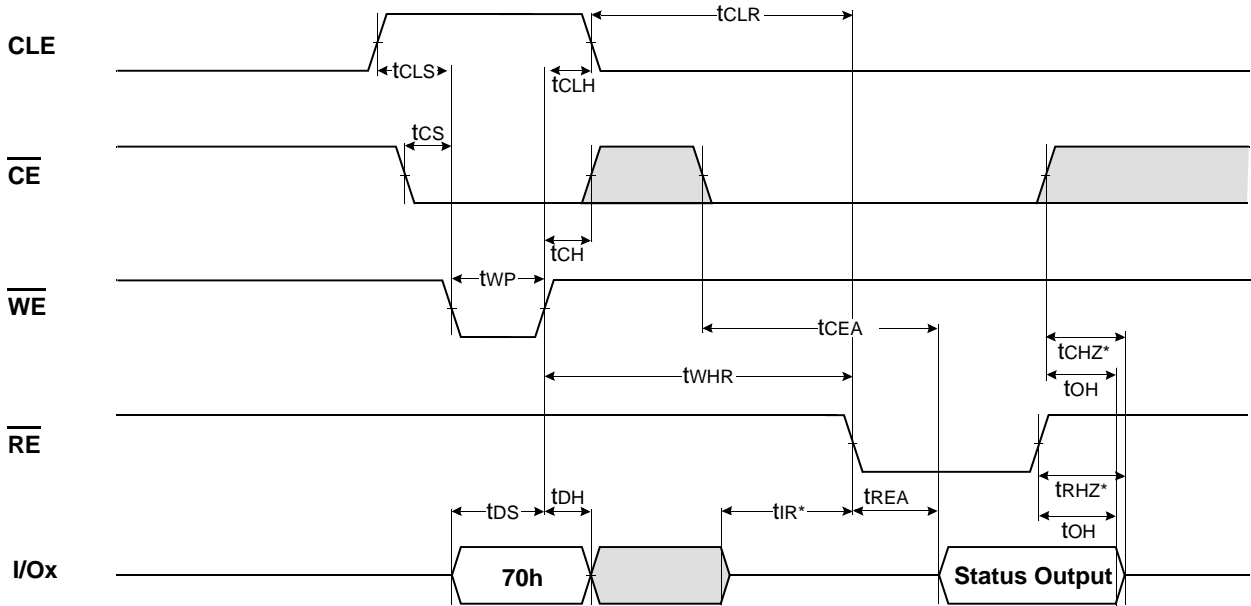 CLE
tCLR
tCLS
tCLH
CE
tCS
tCH
WE
tWP
tCEA
tCHZ*
tWHR
tOH
RE
tRHZ*
tDH
tREA
tDS
tIR*
tOH
I/Ox
70h
Status Output